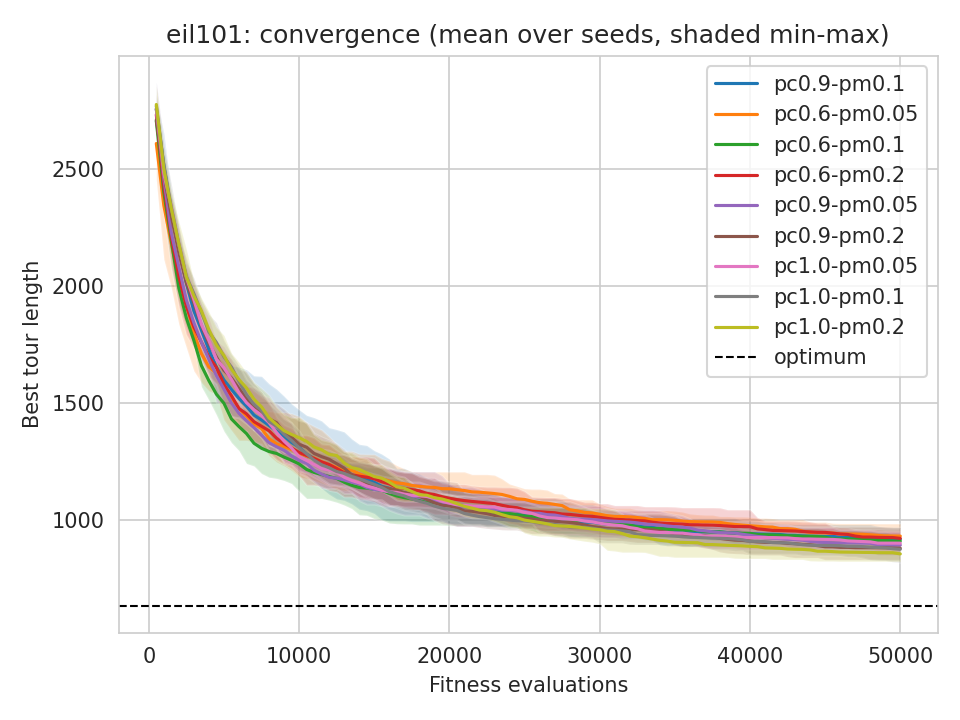 eil101: convergence (mean over seeds, shaded min-max)
Best tour length
2500
2000
1500
1000
pc0.9-pm0.1
pc0.6-pm0.05
pc0.6-pm0.1
pc0.6-pm0.2
pc0.9-pm0.05
pc0.9-pm0.2
pc1.0-pm0.05
pc1.0-pm0.1
pc1.0-pm0.2
optimum
0 10000 20000 30000 40000 50000
Fitness evaluations